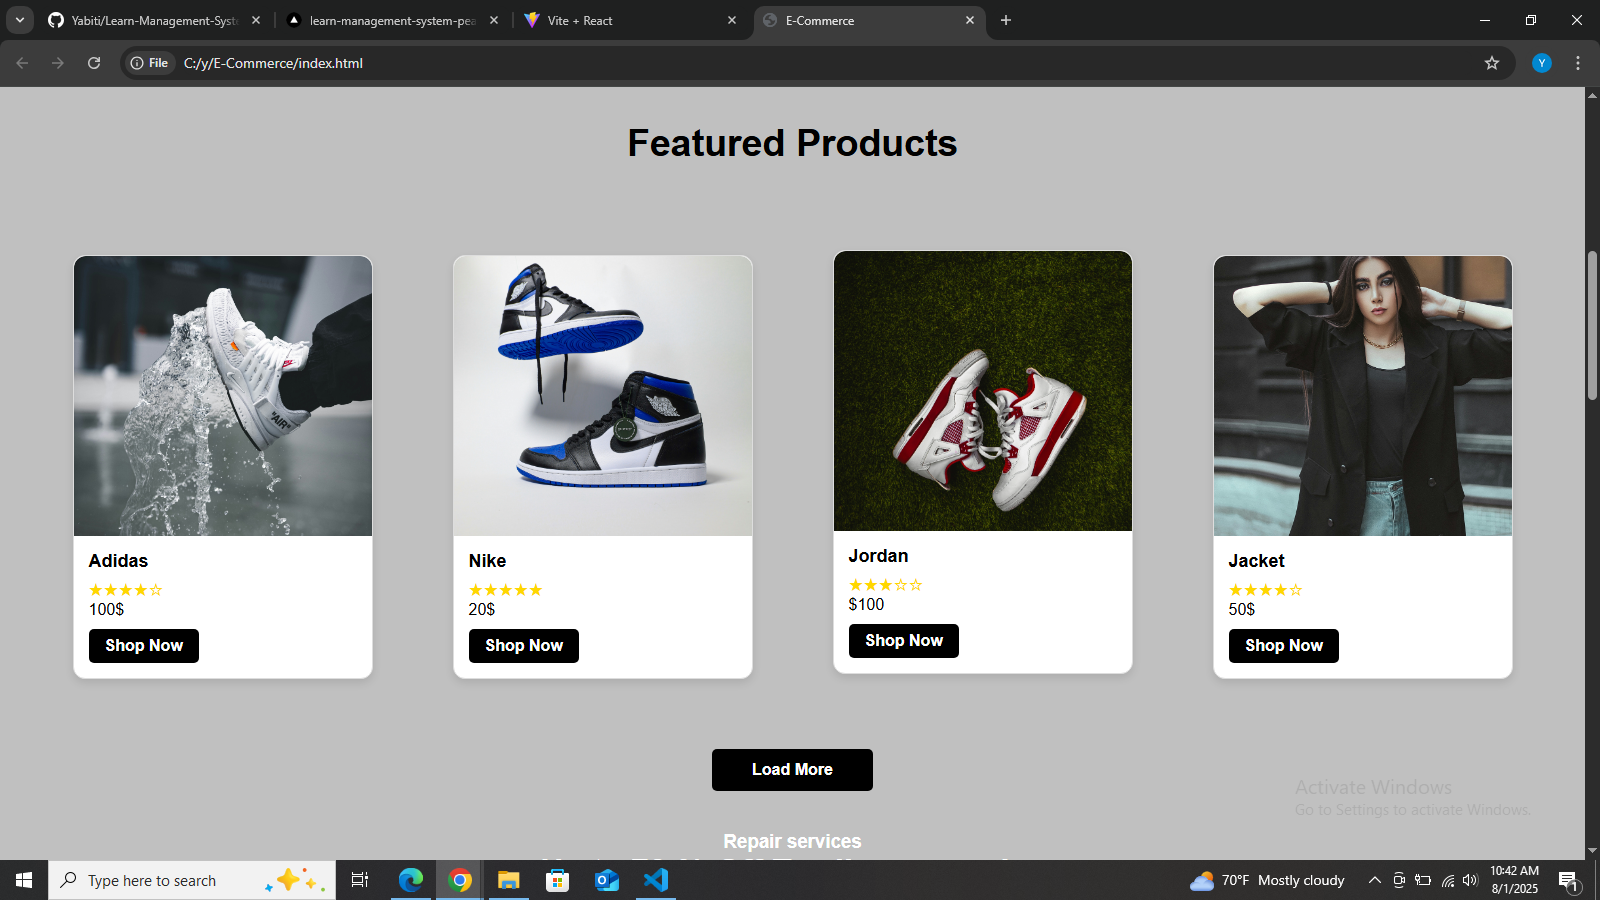 Yabiti/Learn-Management-Syste
learn-management-system-pea
Vite + React
E-Commerce
File
C:/y/E-Commerce/index.html
Y
Featured Products
"AIR"
Adidas
★★★★☆
100$
Shop Now
Nike
★★★★★
20$
Shop Now
Jordan
★★★☆☆
$100
Shop Now
Jacket
★★★★☆
50$
Shop Now
Load More
Activate Windows
Go to Settings to activate Windows.
Repair services
Type here to search
70°F Mostly cloudy
10:42 AM
8/1/2025
1